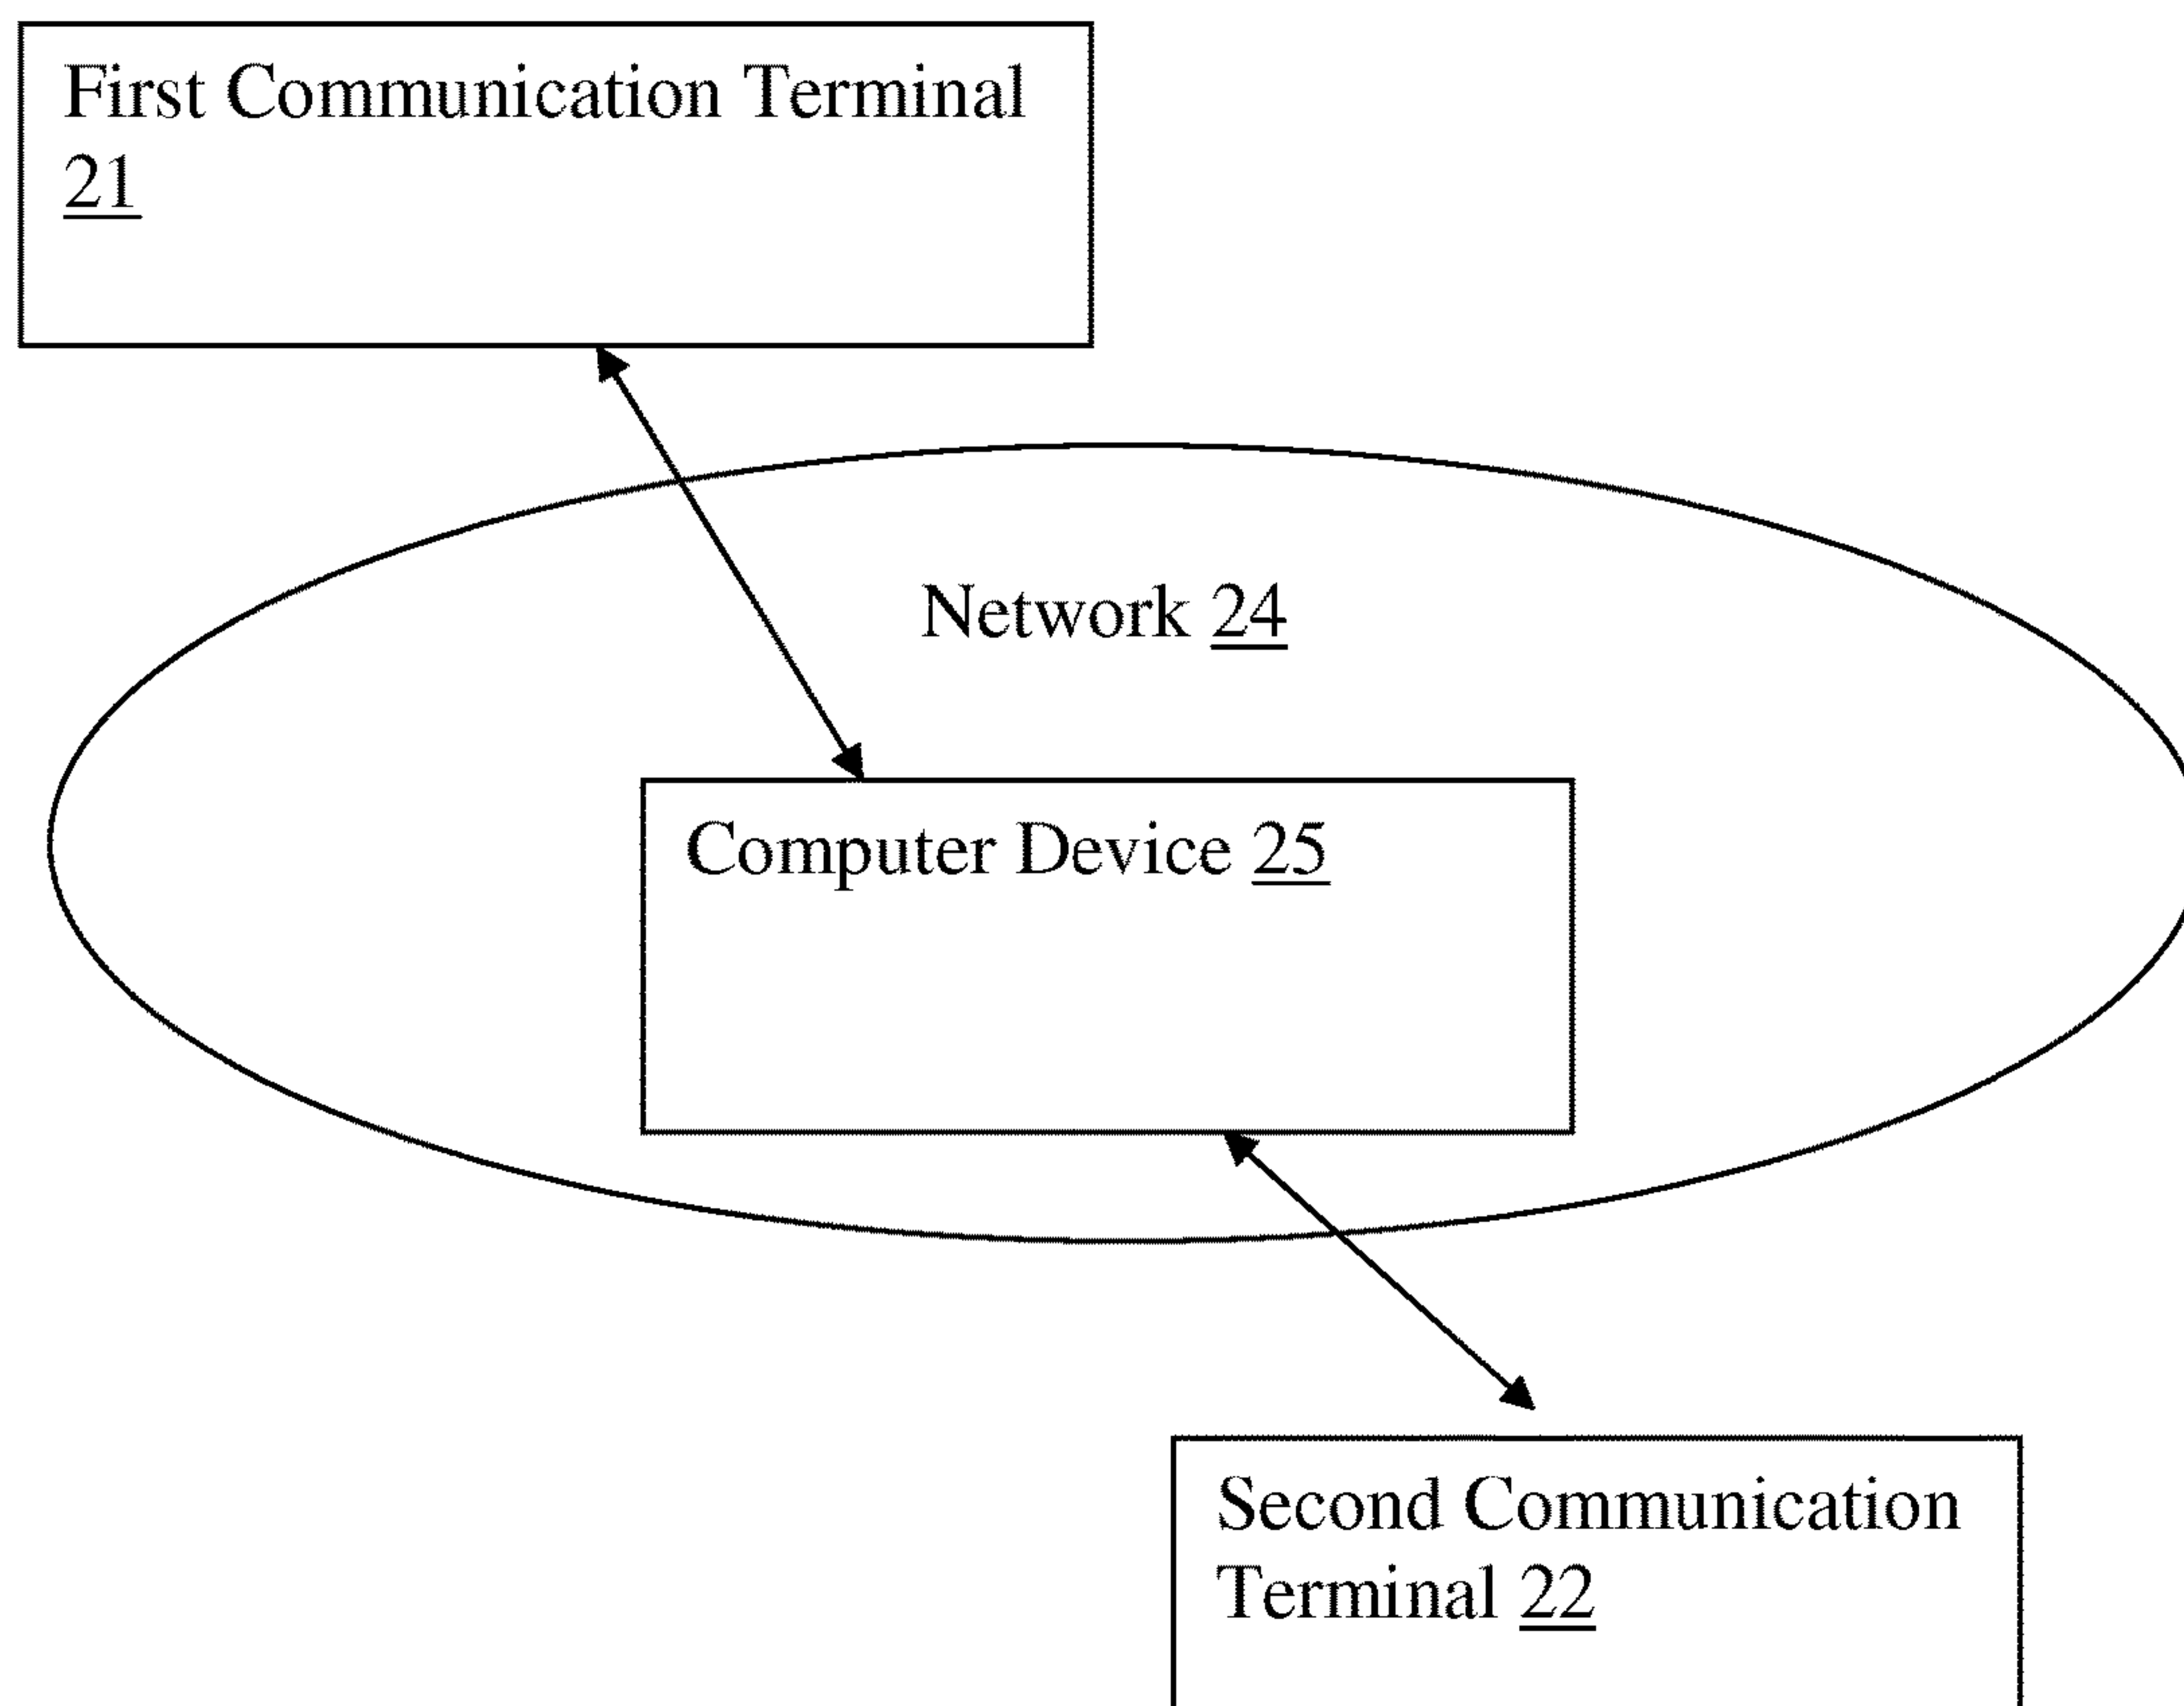 First Communication Terminal
21
Network 24
Computer Device 25
Second Communication
Terminal 22